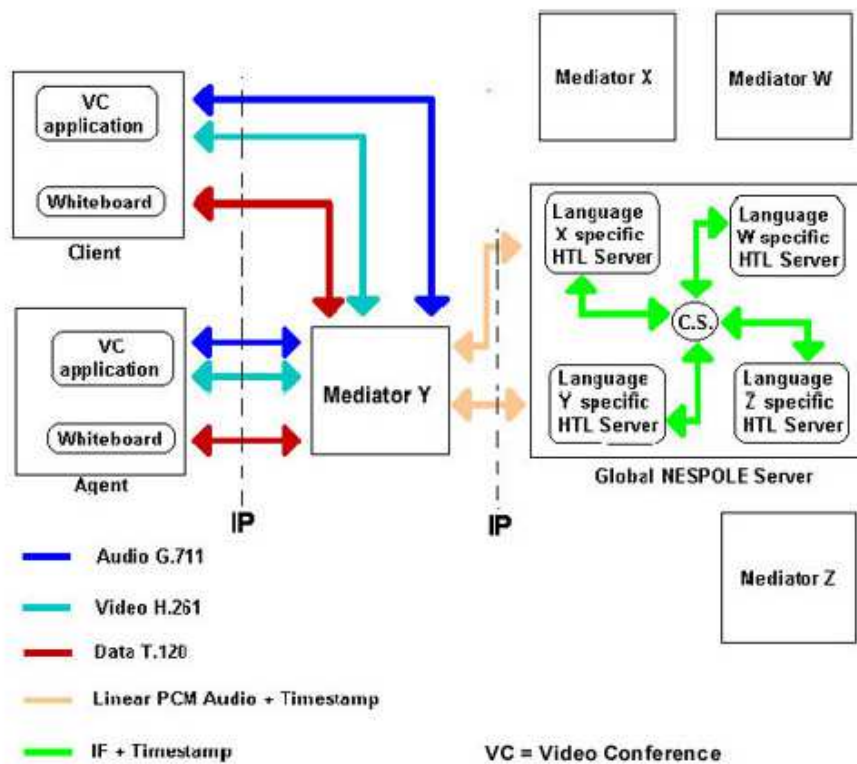 Mediator X
Mediator W
VC
application
Whiteboard
Client
Language
X specific
HTL Server
Language
W specific
HTL Server
C.S.
VC
application
Whiteboard
Agent
Mediator Y
Language
Y specific
HTL Server
Language
Z specific
HTL Server
Global NESPOLE Server
IP
IP
Mediator Z
Audio G.711
Video H.261
Data T.120
Linear PCM Audio + Timestamp
IF + Timestamp
VC = Video Conference